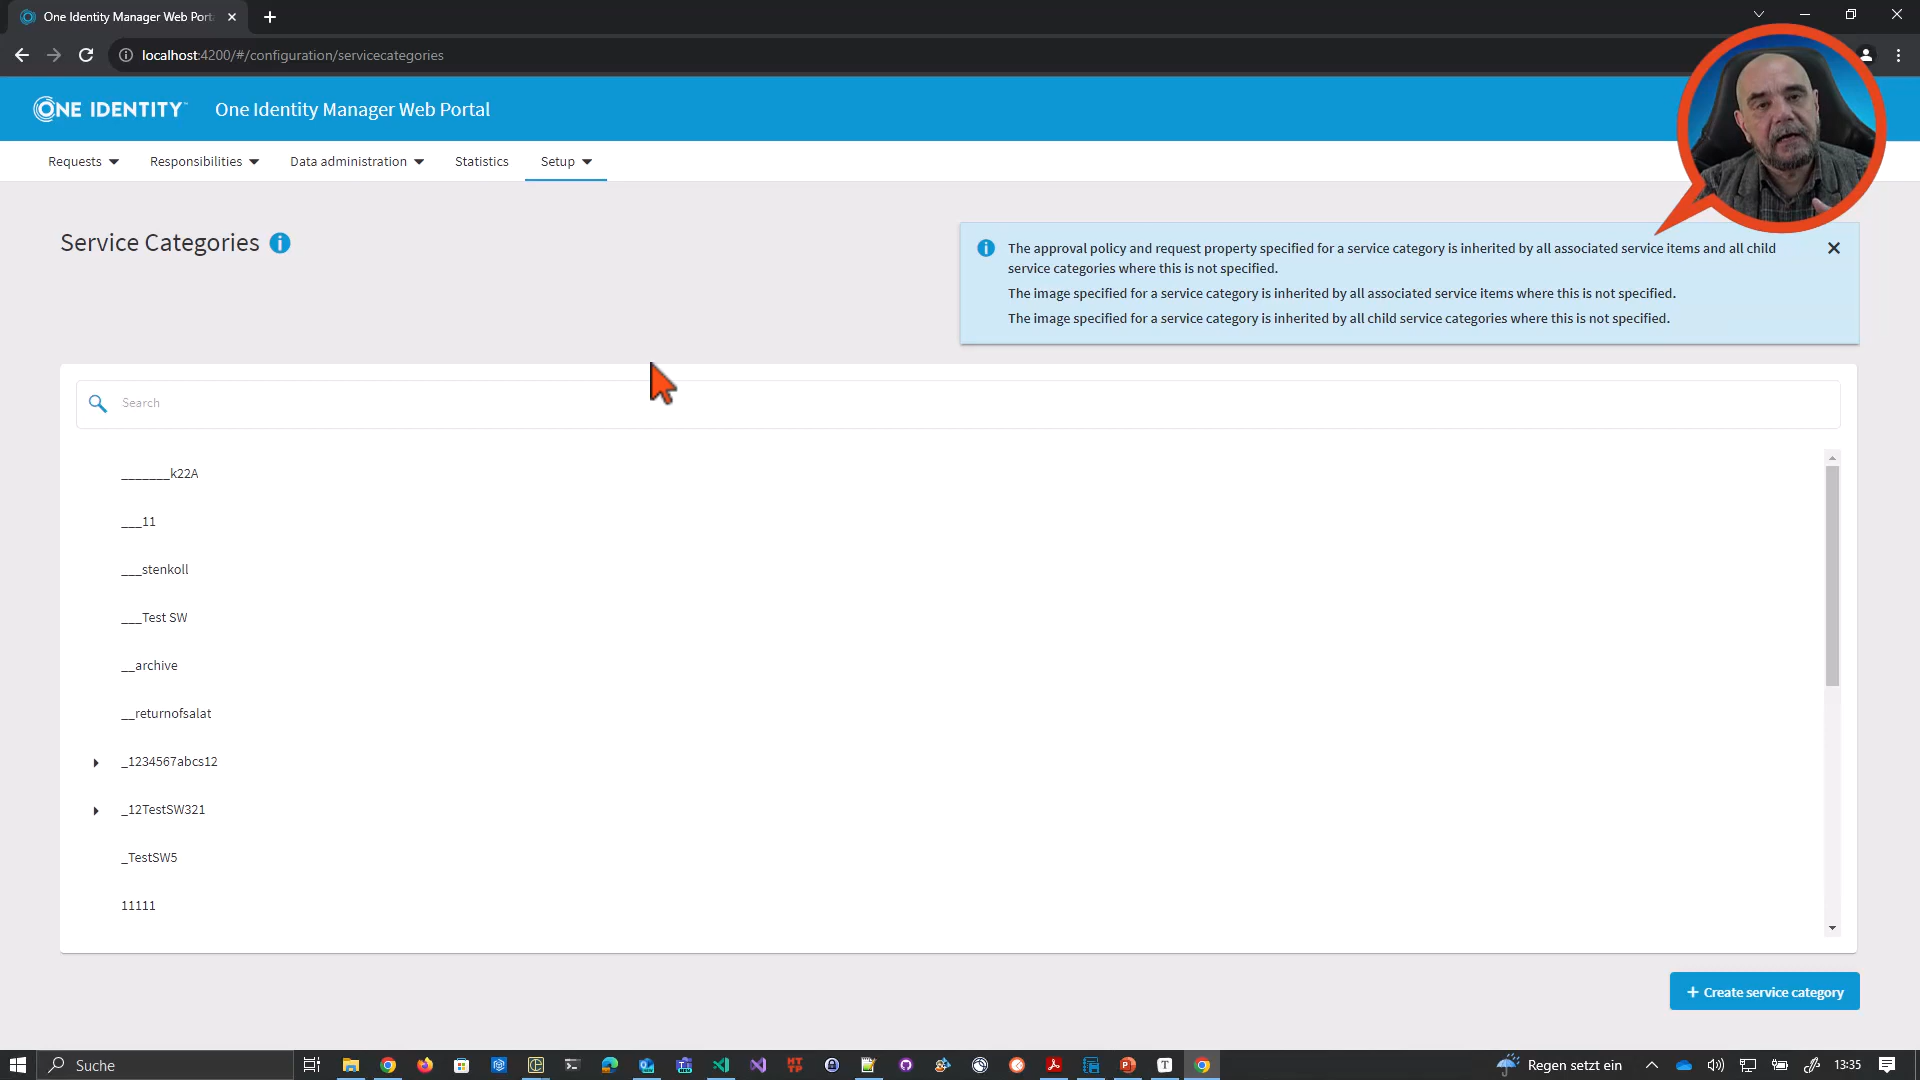 One Identity Manager Web Port
localhost:4200/#/configuration/servicecategories
ONE IDENTITY™
One Identity Manager Web Portal
Requests
Responsibilities
Data administration
Statistics
Setup
Service Categories
The approval policy and request property specified for a service category is inherited by all associated service items and all child
service categories where this is not specified.
The image specified for a service category is inherited by all associated service items where this is not specified.
The image specified for a service category is inherited by all child service categories where this is not specified.
Search
_______k22A
___11
___stenkoll
___Test SW
__archive
__returnofsalat
_1234567abcs12
_12TestSW321
_TestSW5
11111
+ Create service category
Suche
Regen setzt ein
13:35